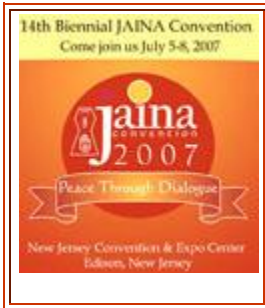 14th Biennial JAINA Convention
Come join us July 5-8, 2007
jaina
convention
2007
Peace Through Dialogue
New Jersey Convention & Expo Center
Edison, New Jersey